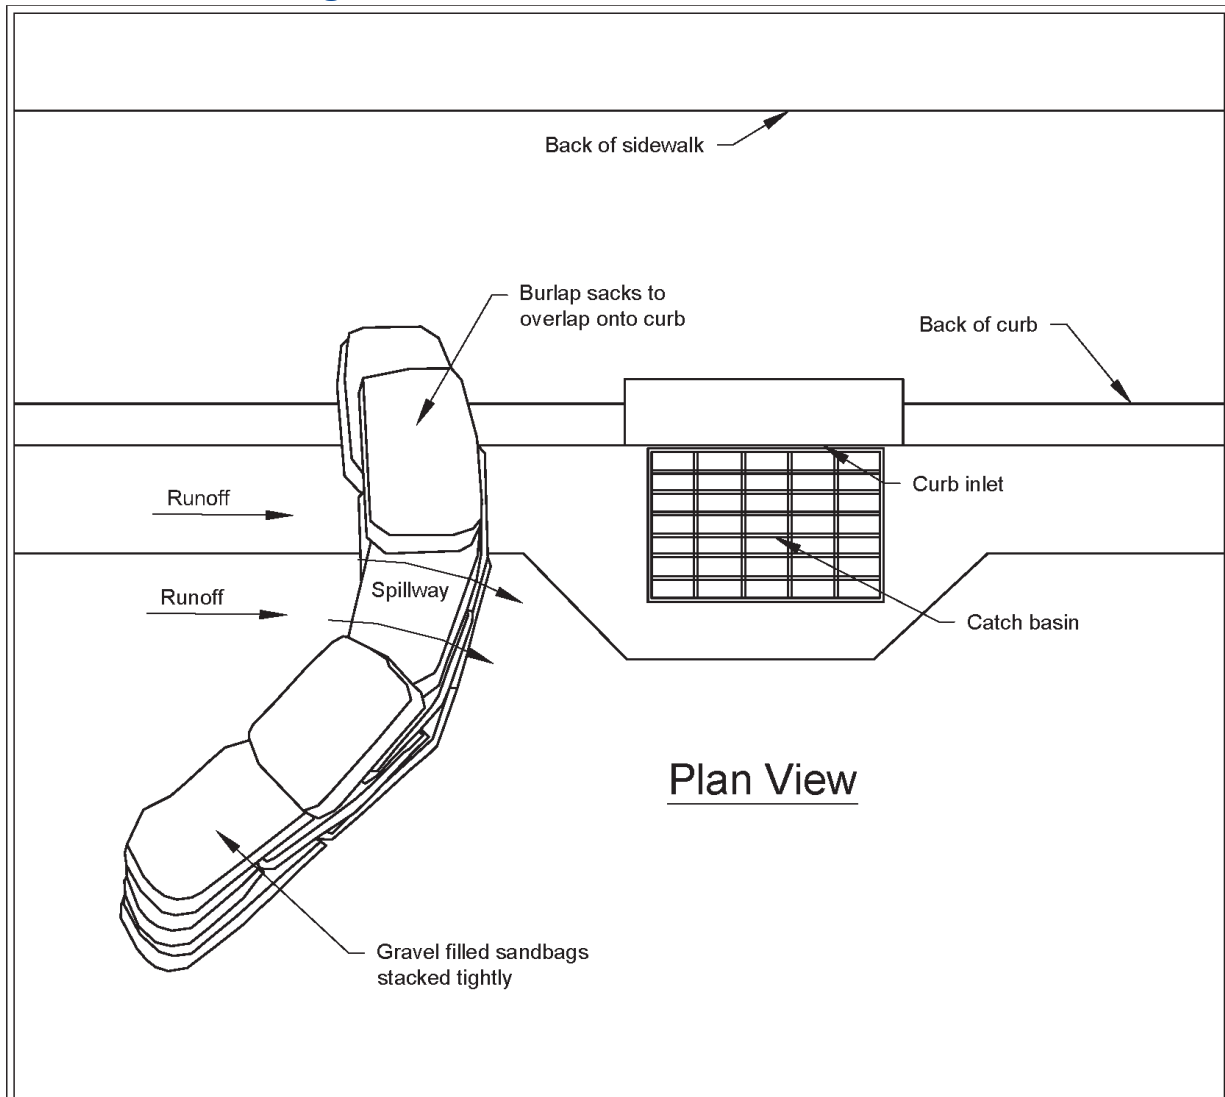 Back of sidewalk
Burlap sacks to
overlap onto curb
Back of curb
Curb inlet
Runoff
Spillway
Runoff
Catch basin
Plan View
Gravel filled sandbags
stacked tightly